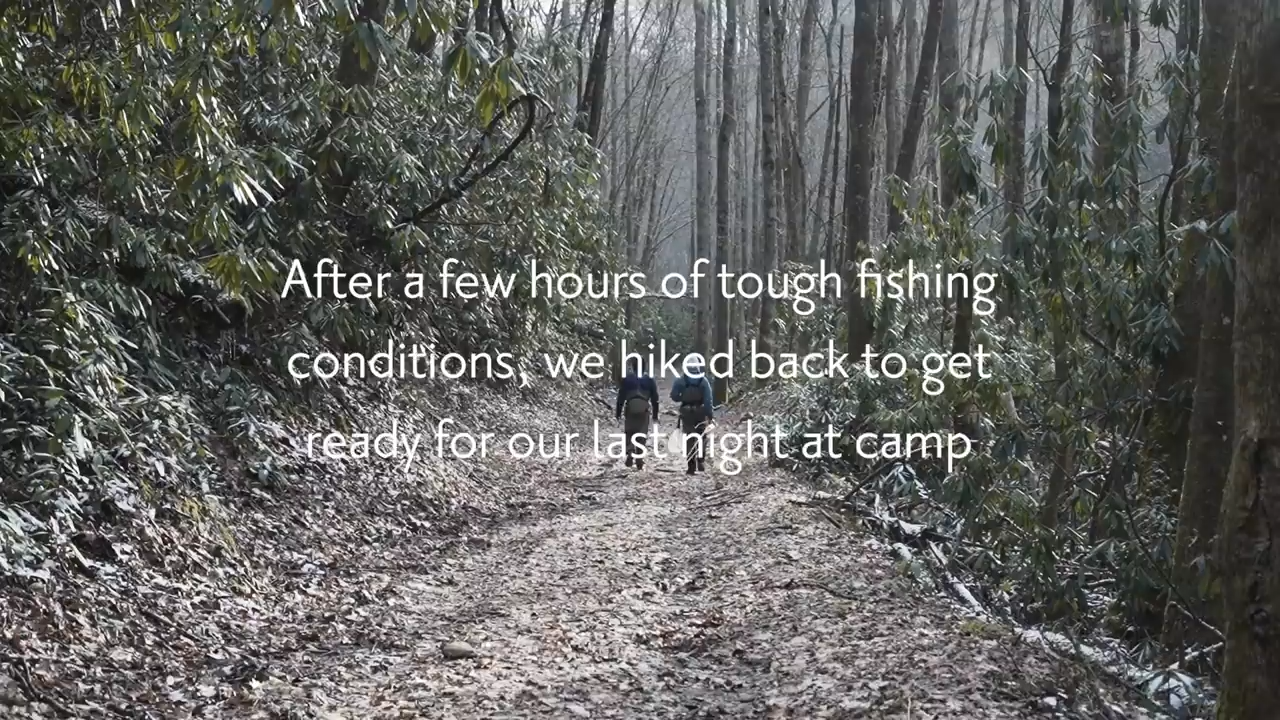 After a few hours of tough fishing
conditions, we hiked back to get
ready for our last night at camp